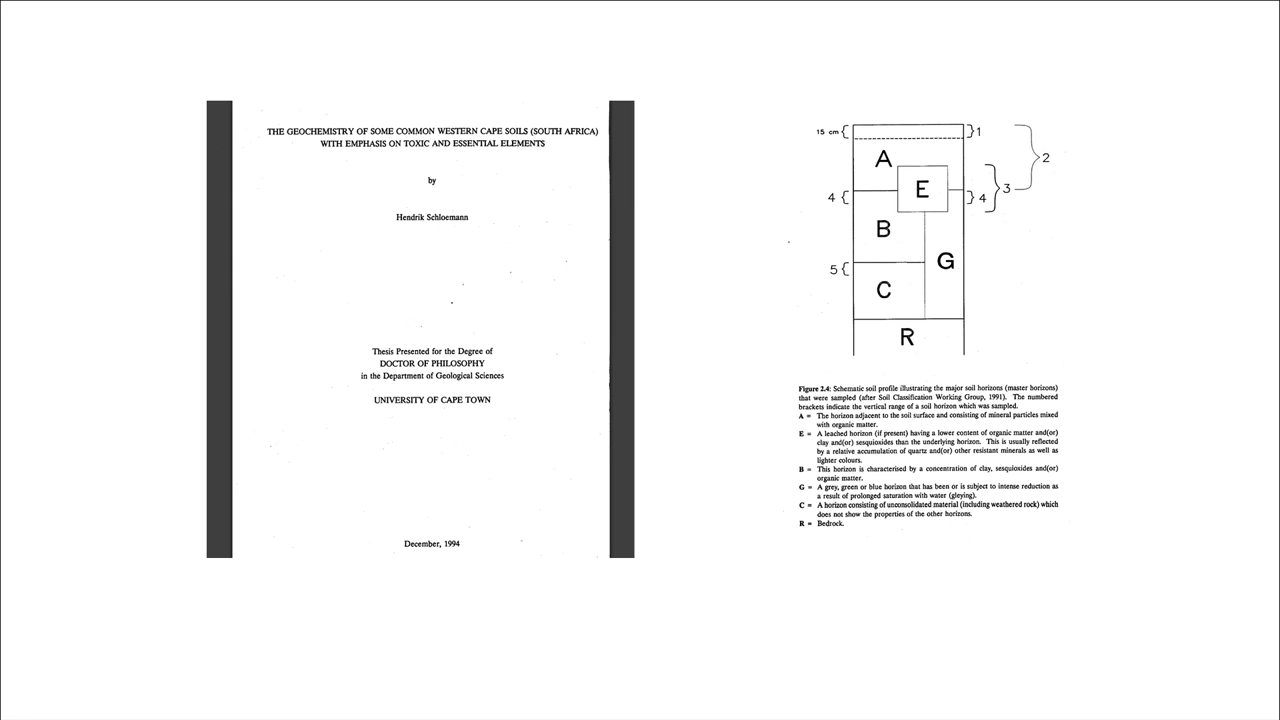 THE GEOCHEMISTRY OF SOME COMMON WESTERN CAPE SOILS (SOUTH AFRICA)
WITH EMPHASIS ON TOXIC AND ESSENTIAL ELEMENTS
by
Hendrik Schloemann
Thesis Presented for the Degree of
DOCTOR OF PHILOSOPHY
in the Department of Geological Sciences
UNIVERSITY OF CAPE TOWN
December, 1994
15 cm
1
2
A
E
3
4
4
B
G
5
C
R
Figure 2.4: Schematic soil profile illustrating the major soil horizons (master horizons)
that were sampled (after Soil Classification Working Group, 1991). The numbered
brackets indicate the vertical range of a soil horizon which was sampled.
A = The horizon adjacent to the soil surface and consisting of mineral particles mixed
with organic matter.
E = A leached horizon (if present) having a lower content of organic matter and(or)
clay and(or) sesquioxides than the underlying horizon. This is usually reflected
by a relative accumulation of quartz and(or) other resistant minerals as well as
lighter colours.
B = This horizon is characterised by a concentration of clay, sesquioxides and(or)
organic matter.
G = A grey, green or blue horizon that has been or is subject to intense reduction as
a result of prolonged saturation with water (gleying).
C = A horizon consisting of unconsolidated material (including weathered rock) which
does not show the properties of the other horizons.
R = Bedrock.